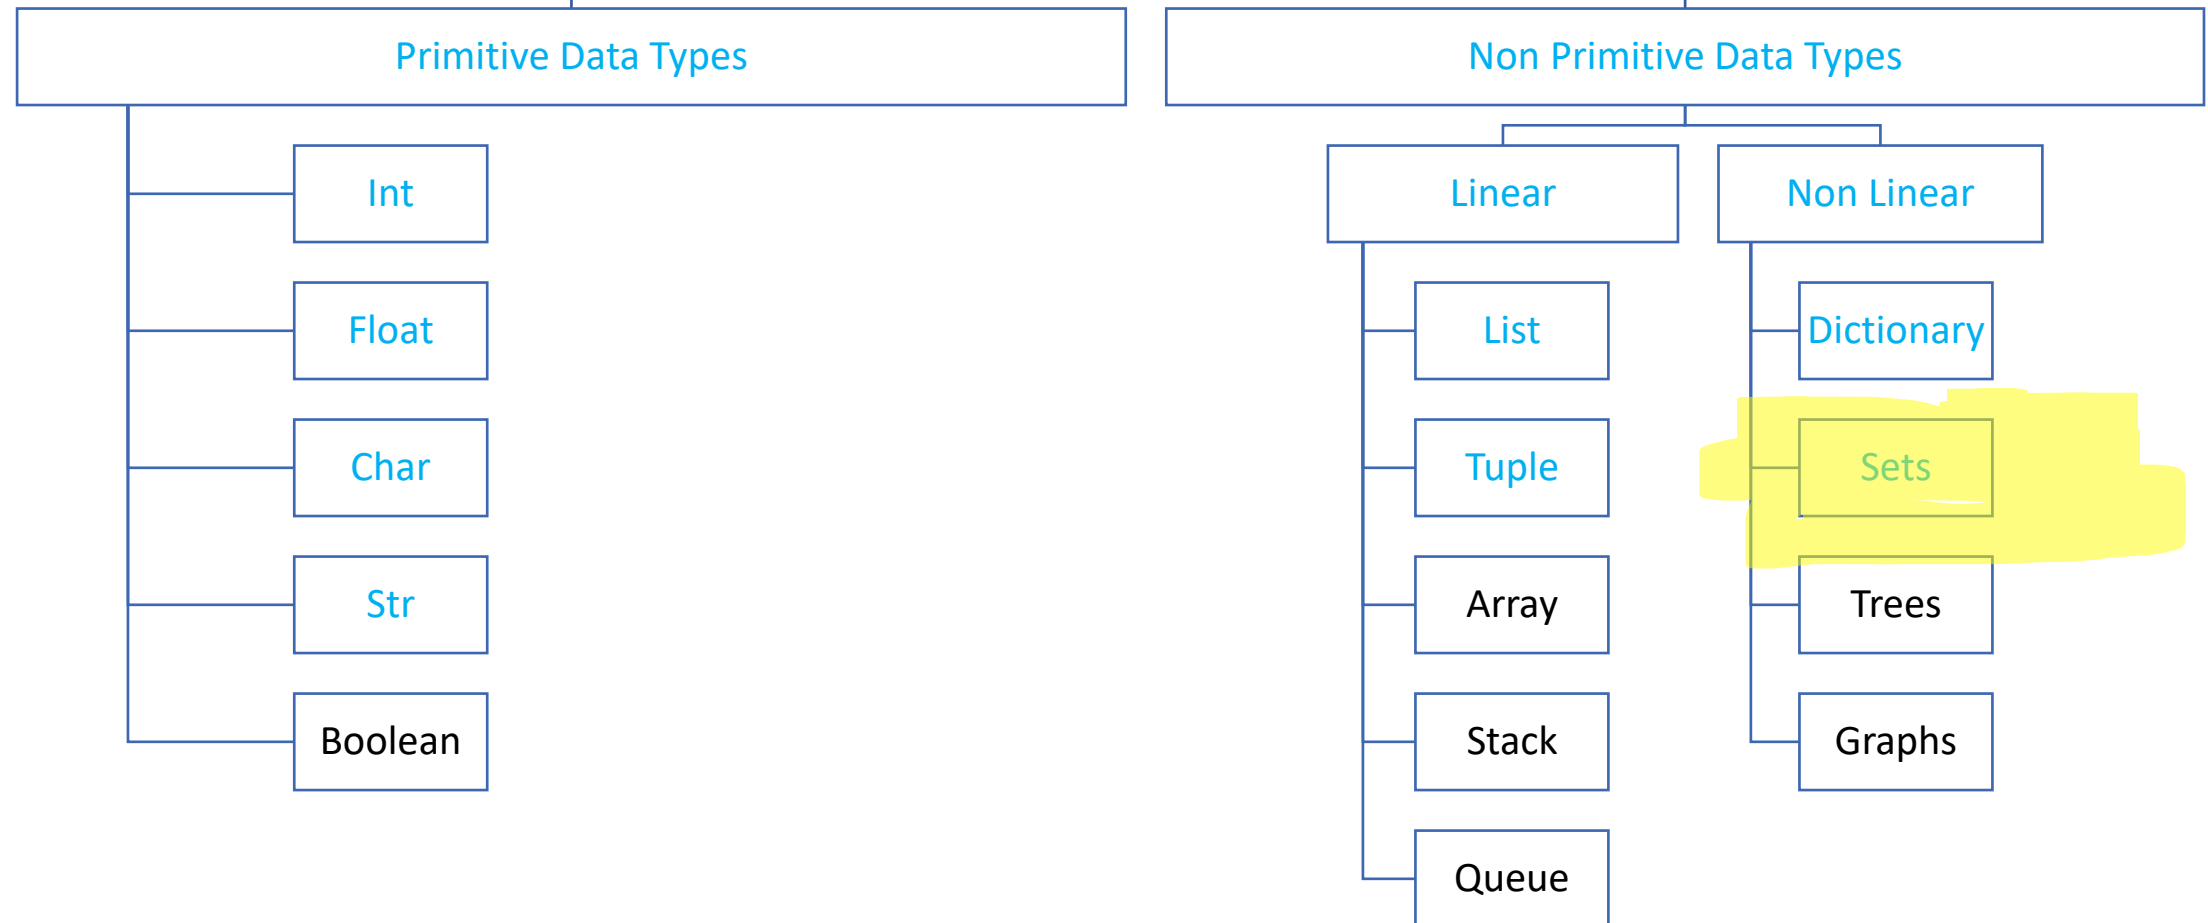 Primitive Data Types
Int
Float
Char
Str
Boolean
Non Primitive Data Types
Linear
List
Tuple
Array
Stack
Queue
Non Linear
Dictionary
Sets
Trees
Graphs